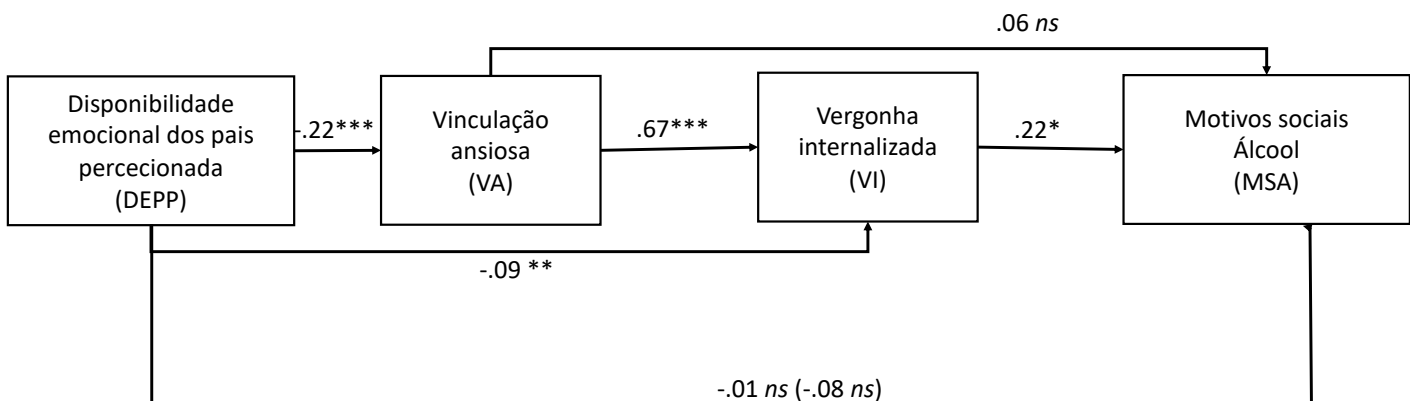 .06 ns
Disponibilidade
emocional dos pais
percecionada
(DEPP)
-.22***
Vinculação
ansiosa
(VA)
.67***
Vergonha
internalizada
(VI)
.22*
Motivos sociais
Álcool
(MSA)
-.09 **
-.01 ns (-.08 ns)